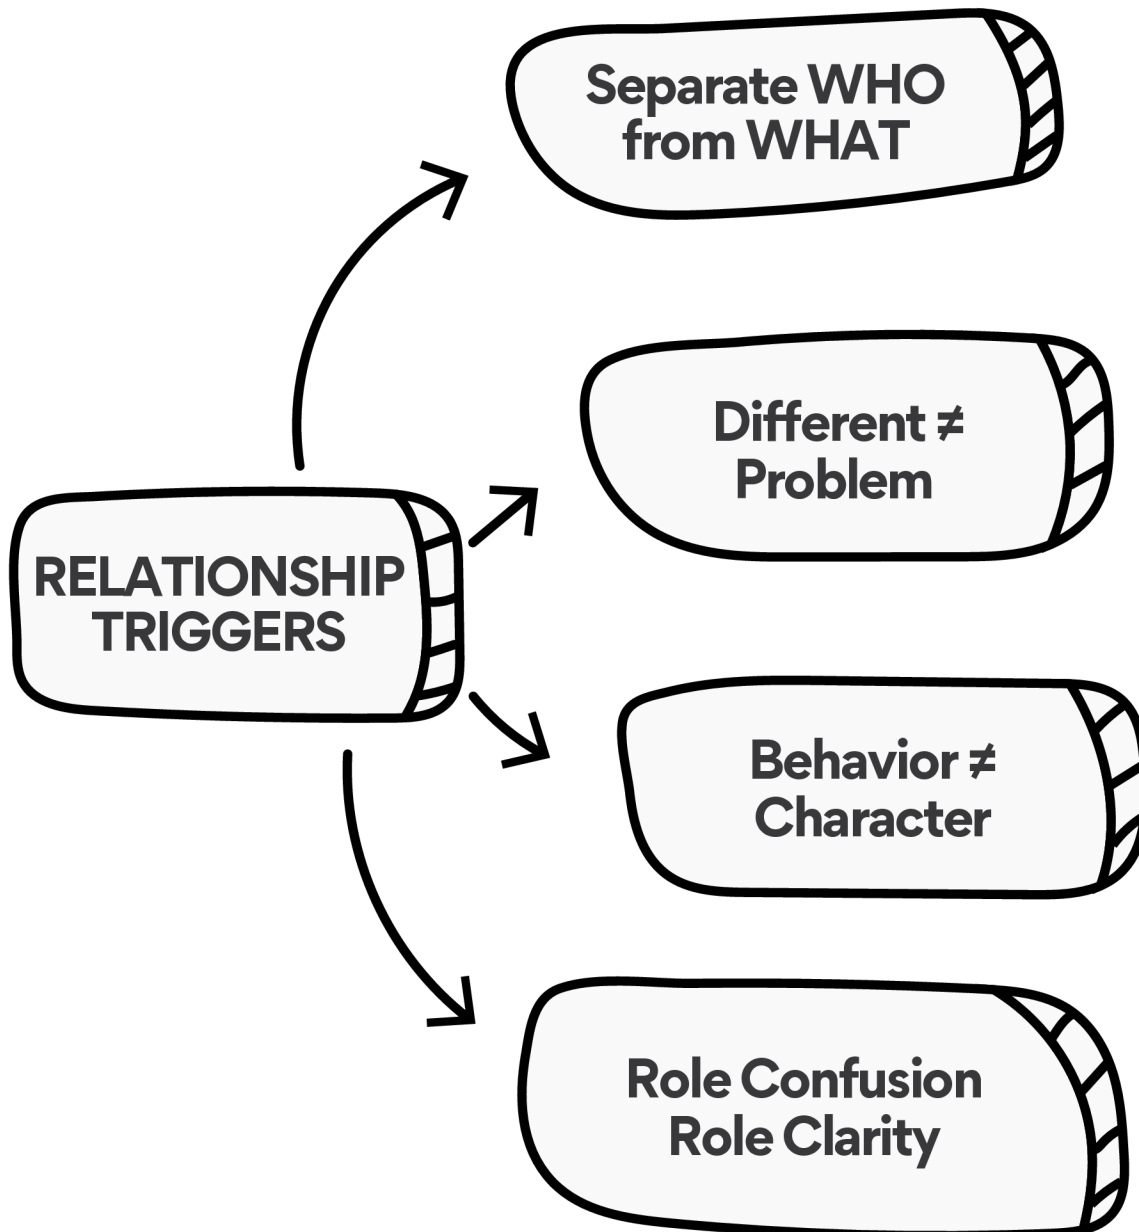 Separate WHO
from WHAT
Different ≠
Problem
RELATIONSHIP
TRIGGERS
Behavior ≠
Character
Role Confusion
Role Clarity